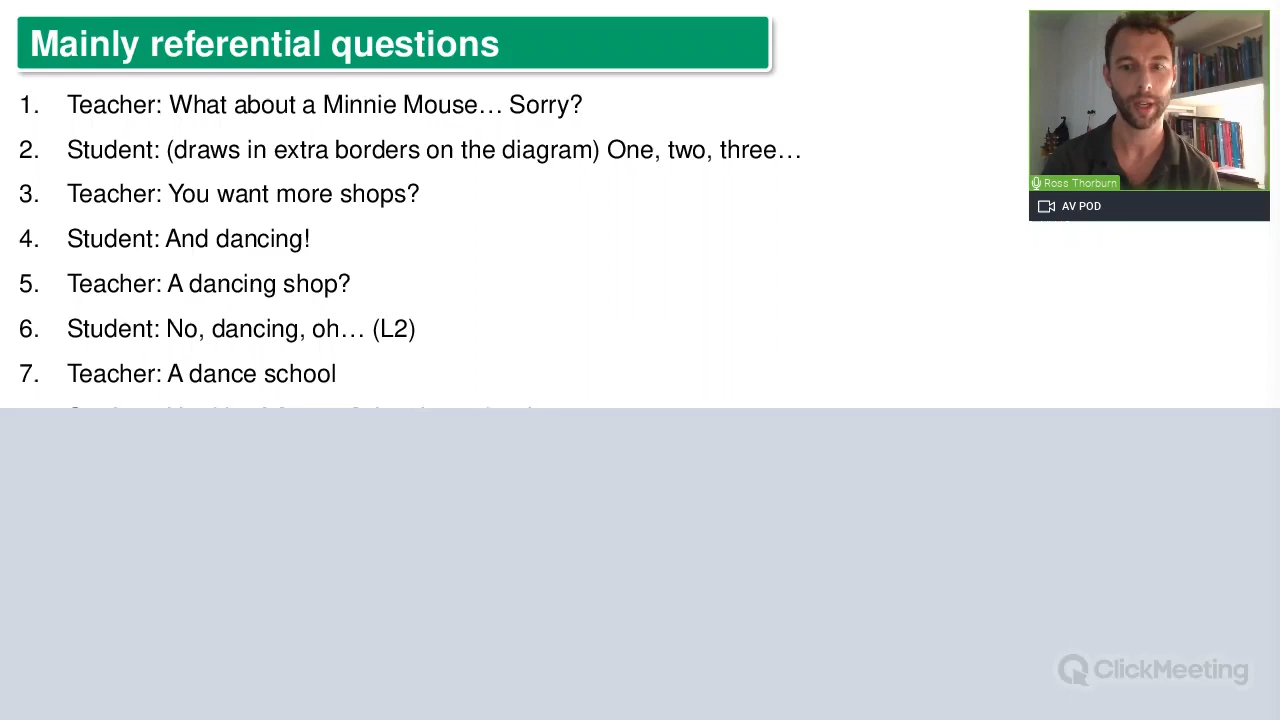 Mainly referential questions
1. Teacher: What about a Minnie Mouse… Sorry?
2. Student: (draws in extra borders on the diagram) One, two, three…
3. Teacher: You want more shops?
4. Student: And dancing!
5. Teacher: A dancing shop?
6. Student: No, dancing, oh… (L2)
7. Teacher: A dance school
Ross Thorburn
AV POD
ClickMeeting